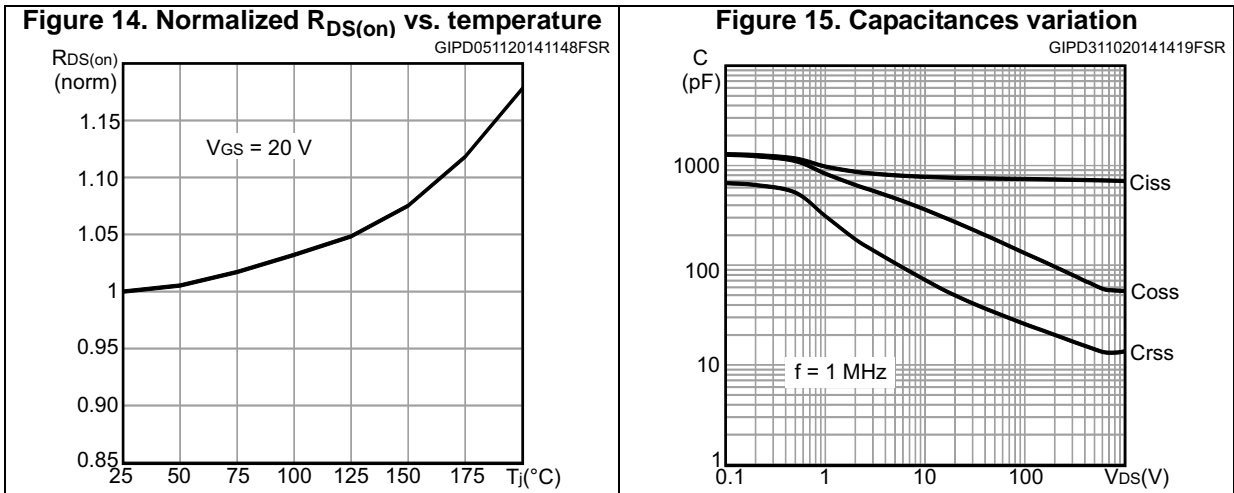 Figure 14. Normalized RDS(on) vs. temperature
GIPD051120141148FSR
RDS(on)
(norm)
1.15
VGS = 20 V
1.10
1.05
1
0.95
0.90
0.85
25 50 75 100 125 150 175 Tj(°C)
Figure 15. Capacitances variation
GIPD311020141419FSR
C
(pF)
1000
Ciss
100
Coss
Crss
10
f = 1 MHz
1
0.1 1 10 100 VDS(V)